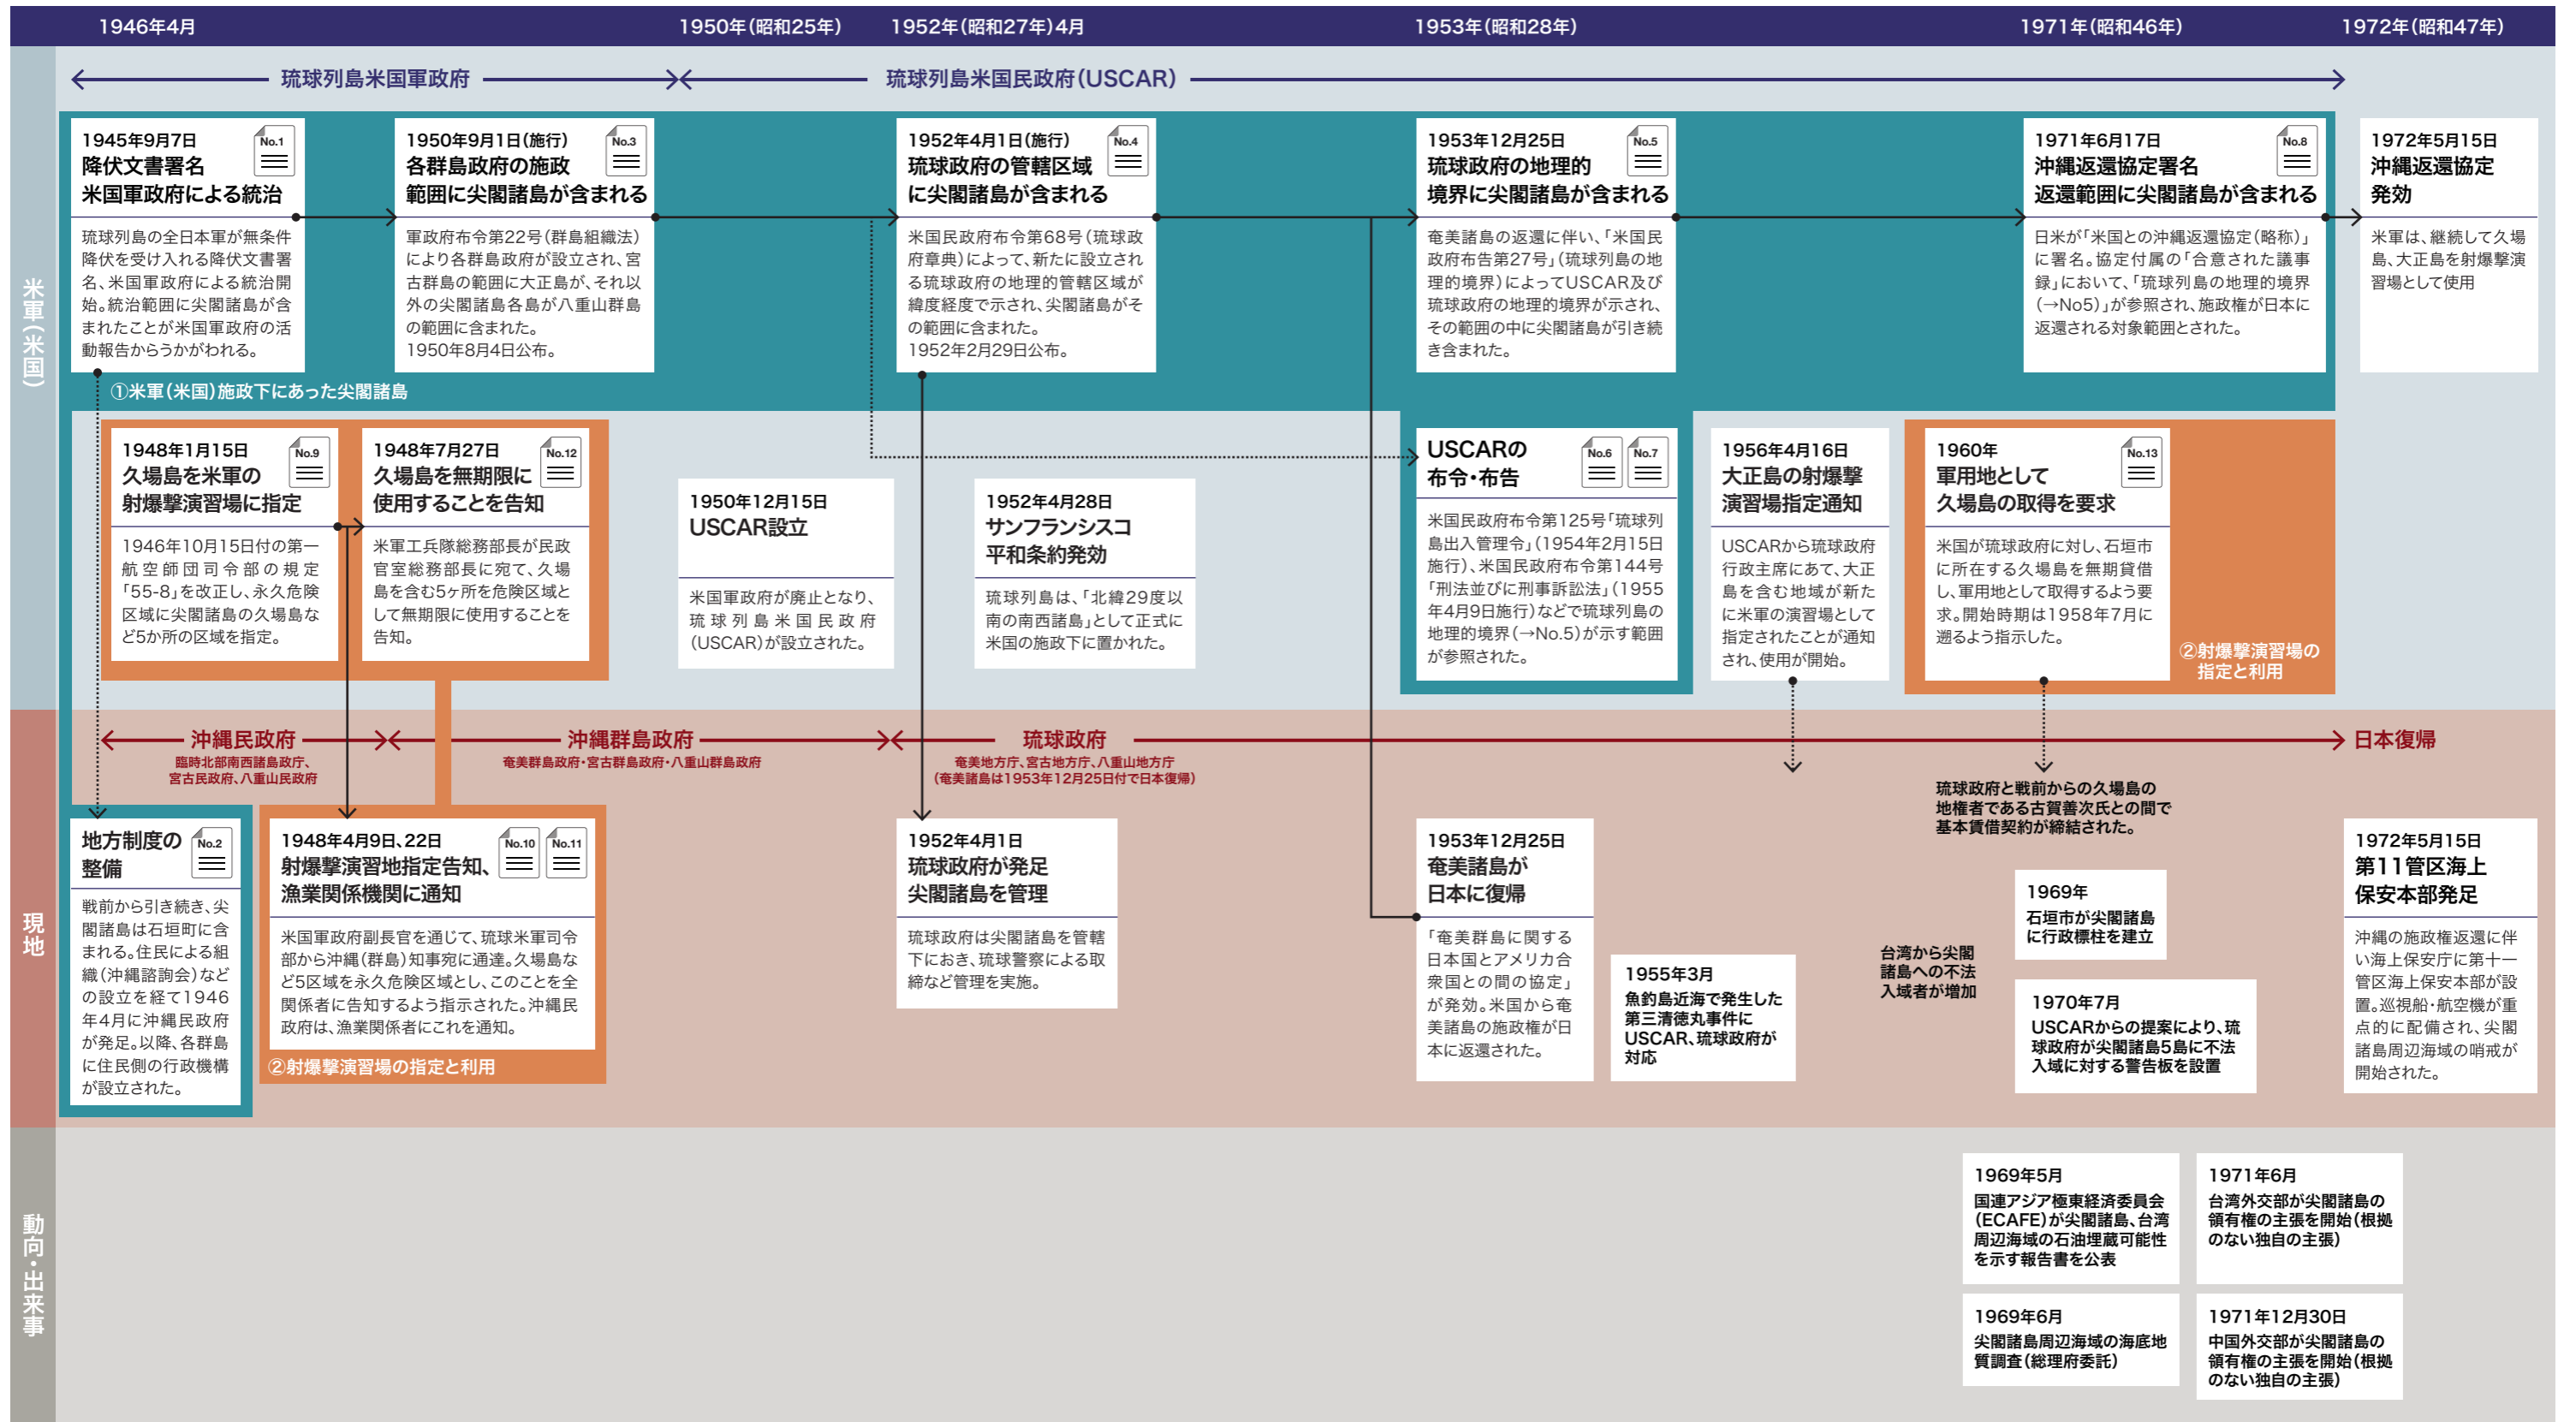 1946年4月
1950年(昭和25年)
1952年(昭和27年)4月
1953年(昭和28年)
1971年(昭和46年)
1972年(昭和47年)
米軍(米国)
琉球列島米国軍政府
琉球列島米国民政府(USCAR)
1945年9月7日
No.1
降伏文書署名
米国軍政府による統治
琉球列島の全日本軍が無条件
降伏を受け入れる降伏文書署
名、米国軍政府による統治開
始。統治範囲に尖閣諸島が含
まれたことが米国軍政府の活
動報告からうかがわれる。
1950年9月1日(施行)
No.3
各群島政府の施政
範囲に尖閣諸島が含まれる
軍政府布令第22号(群島組織法)
により各群島政府が設立され、宮
古群島の範囲に大正島が、それ以
外の尖閣諸島各島が八重山群島
の範囲に含まれた。
1950年8月4日公布。
1952年4月1日(施行)
No.4
琉球政府の管轄区域
に尖閣諸島が含まれる
米国民政府布令第68号(琉球政
府章典)によって、新たに設立され
る琉球政府の地理的管轄区域が
緯度経度で示され、尖閣諸島がそ
の範囲に含まれた。
1952年2月29日公布。
1953年12月25日
No.5
琉球政府の地理的
境界に尖閣諸島が含まれる
奄美諸島の返還に伴い、「米国民
政府布告第27号」(琉球列島の地
理的境界)によってUSCAR及び
琉球政府の地理的境界が示され、
その範囲の中に尖閣諸島が引き続
き含まれた。
1971年6月17日
No.8
沖縄返還協定署名
返還範囲に尖閣諸島が含まれる
日米が「米国との沖縄返還協定(略称)」
に署名。協定付属の「合意された議事
録」において、「琉球列島の地理的境界
(→No5)」が参照され、施政権が日本に
返還される対象範囲とされた。
1972年5月15日
沖縄返還協定
発効
米軍は、継続して久場
島、大正島を射爆撃演
習場として使用
①米軍(米国)施政下にあった尖閣諸島
1948年1月15日
No.9
久場島を米軍の
射爆撃演習場に指定
1946年10月15日付の第一
航空師団司令部の規定
「55-8」を改正し、永久危険
区域に尖閣諸島の久場島な
ど5か所の区域を指定。
1948年7月27日
No.12
久場島を無期限に
使用することを告知
米軍工兵隊総務部長が民政
官室総務部長に宛て、久場
島を含む5ヶ所を危険区域と
して無期限に使用することを
告知。
1950年12月15日
USCAR設立
米国軍政府が廃止となり、
琉球列島米国民政府
(USCAR)が設立された。
1952年4月28日
サンフランシスコ
平和条約発効
琉球列島は、「北緯29度以
南の南西諸島」として正式に
米国の施政下に置かれた。
USCARの
布令・布告
No.6
No.7
米国民政府布令第125号「琉球列
島出入管理令」(1954年2月15日
施行)、米国民政府布令第144号
「刑法並びに刑事訴訟法」(1955
年4月9日施行)などで琉球列島の
地理的境界(→No.5)が示す範囲
が参照された。
1956年4月16日
大正島の射爆撃
演習場指定通知
USCARから琉球政府
行政主席にあて、大正
島を含む地域が新た
に米軍の演習場として
指定されたことが通知
され、使用が開始。
1960年
No.13
軍用地として
久場島の取得を要求
米国が琉球政府に対し、石垣市
に所在する久場島を無期貸借
し、軍用地として取得するよう要
求。開始時期は1958年7月に
遡るよう指示した。
②射爆撃演習場の
指定と利用
現地
沖縄民政府
臨時北部南西諸島政庁、
宮古民政府、八重山民政府
沖縄群島政府
奄美群島政府・宮古群島政府・八重山群島政府
琉球政府
奄美地方庁、宮古地方庁、八重山地方庁
(奄美諸島は1953年12月25日付で日本復帰)
日本復帰
地方制度の
整備
No.2
戦前から引き続き、尖
閣諸島は石垣町に含
まれる。住民による組
織(沖縄諮詢会)など
の設立を経て1946
年4月に沖縄民政府
が発足。以降、各群島
に住民側の行政機構
が設立された。
1948年4月9日、22日
No.10
No.11
射爆撃演習地指定告知、
漁業関係機関に通知
米国軍政府副長官を通じて、琉球米軍司令
部から沖縄(群島)知事宛に通達。久場島な
ど5区域を永久危険区域とし、このことを全
関係者に告知するよう指示された。沖縄民
政府は、漁業関係者にこれを通知。
②射爆撃演習場の指定と利用
1952年4月1日
琉球政府が発足
尖閣諸島を管理
琉球政府は尖閣諸島を管轄
下におき、琉球警察による取
締など管理を実施。
1953年12月25日
奄美諸島が
日本に復帰
「奄美群島に関する
日本国とアメリカ合
衆国との間の協定」
が発効。米国から奄
美諸島の施政権が日
本に返還された。
1955年3月
魚釣島近海で発生した
第三清徳丸事件に
USCAR、琉球政府が
対応
琉球政府と戦前からの久場島の
地権者である古賀善次氏との間で
基本賃借契約が締結された。
台湾から尖閣
諸島への不法
入域者が増加
1969年
石垣市が尖閣諸島
に行政標柱を建立
1970年7月
USCARからの提案により、琉
球政府が尖閣諸島5島に不法
入域に対する警告板を設置
1972年5月15日
第11管区海上
保安本部発足
沖縄の施政権返還に伴
い海上保安庁に第十一
管区海上保安本部が設
置。巡視船・航空機が重
点的に配備され、尖閣
諸島周辺海域の哨戒が
開始された。
動向・出来事
1969年5月
国連アジア極東経済委員会
(ECAFE)が尖閣諸島、台湾
周辺海域の石油埋蔵可能性
を示す報告書を公表
1971年6月
台湾外交部が尖閣諸島の
領有権の主張を開始(根拠
のない独自の主張)
1969年6月
尖閣諸島周辺海域の海底地
質調査(総理府委託)
1971年12月30日
中国外交部が尖閣諸島の
領有権の主張を開始(根拠
のない独自の主張)